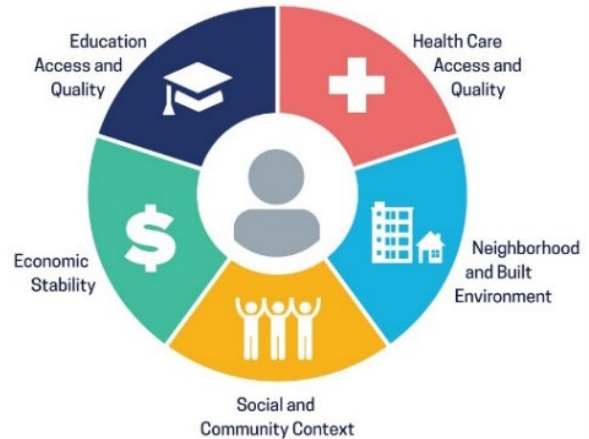 Education
Access and
Quality
Health Care
Access and
Quality
Economic
Stability
$
Neighborhood
and Built
Environment
Social and
Community Context